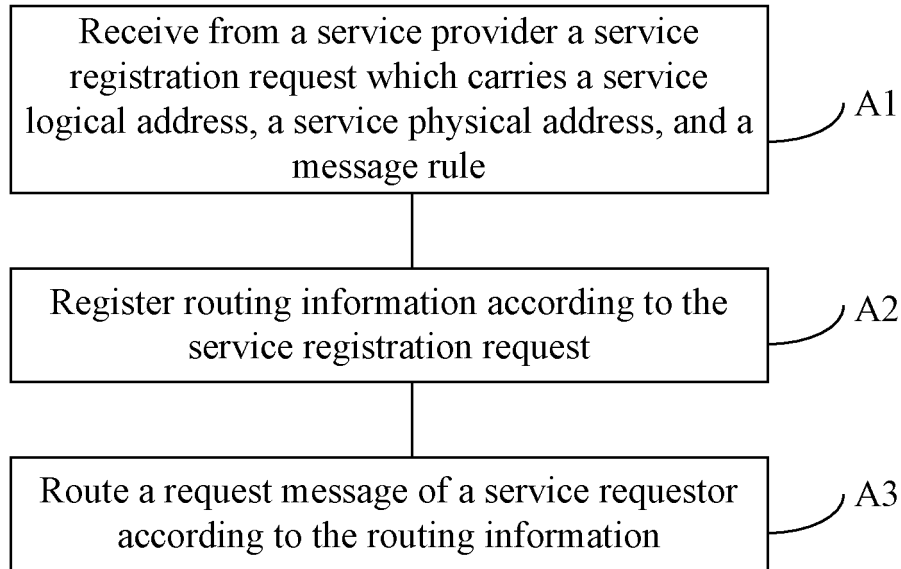 Receive from a service provider a service
registration request which carries a service
logical address, a service physical address, and a
message rule
A1
Register routing information according to the
service registration request
A2
Route a request message of a service requestor
according to the routing information
A3